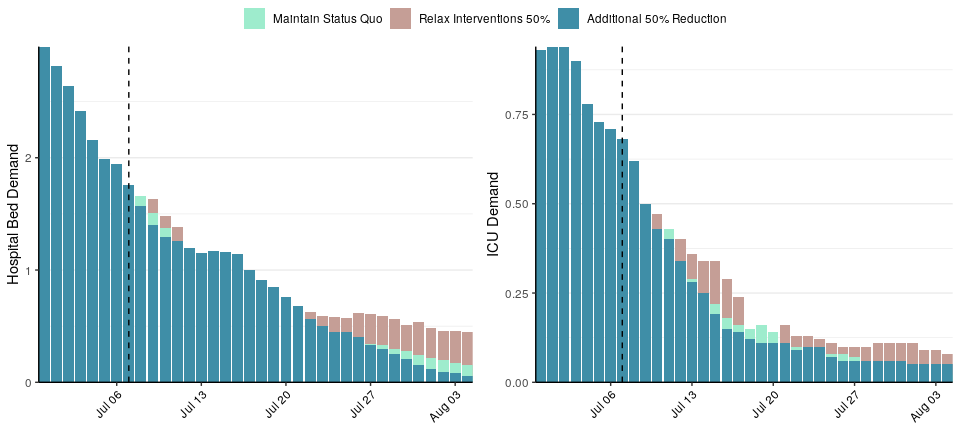 Maintain Status Quo Relax Interventions 50% Additional 50% Reduction
Hospital Bed Demand
2
1
0
Jul 06
Jul 13
Jul 20
Jul 27
Aug 03
ICU Demand
0.75
0.50
0.25
0.00
Jul 06
Jul 13
Jul 20
Jul 27
Aug 03